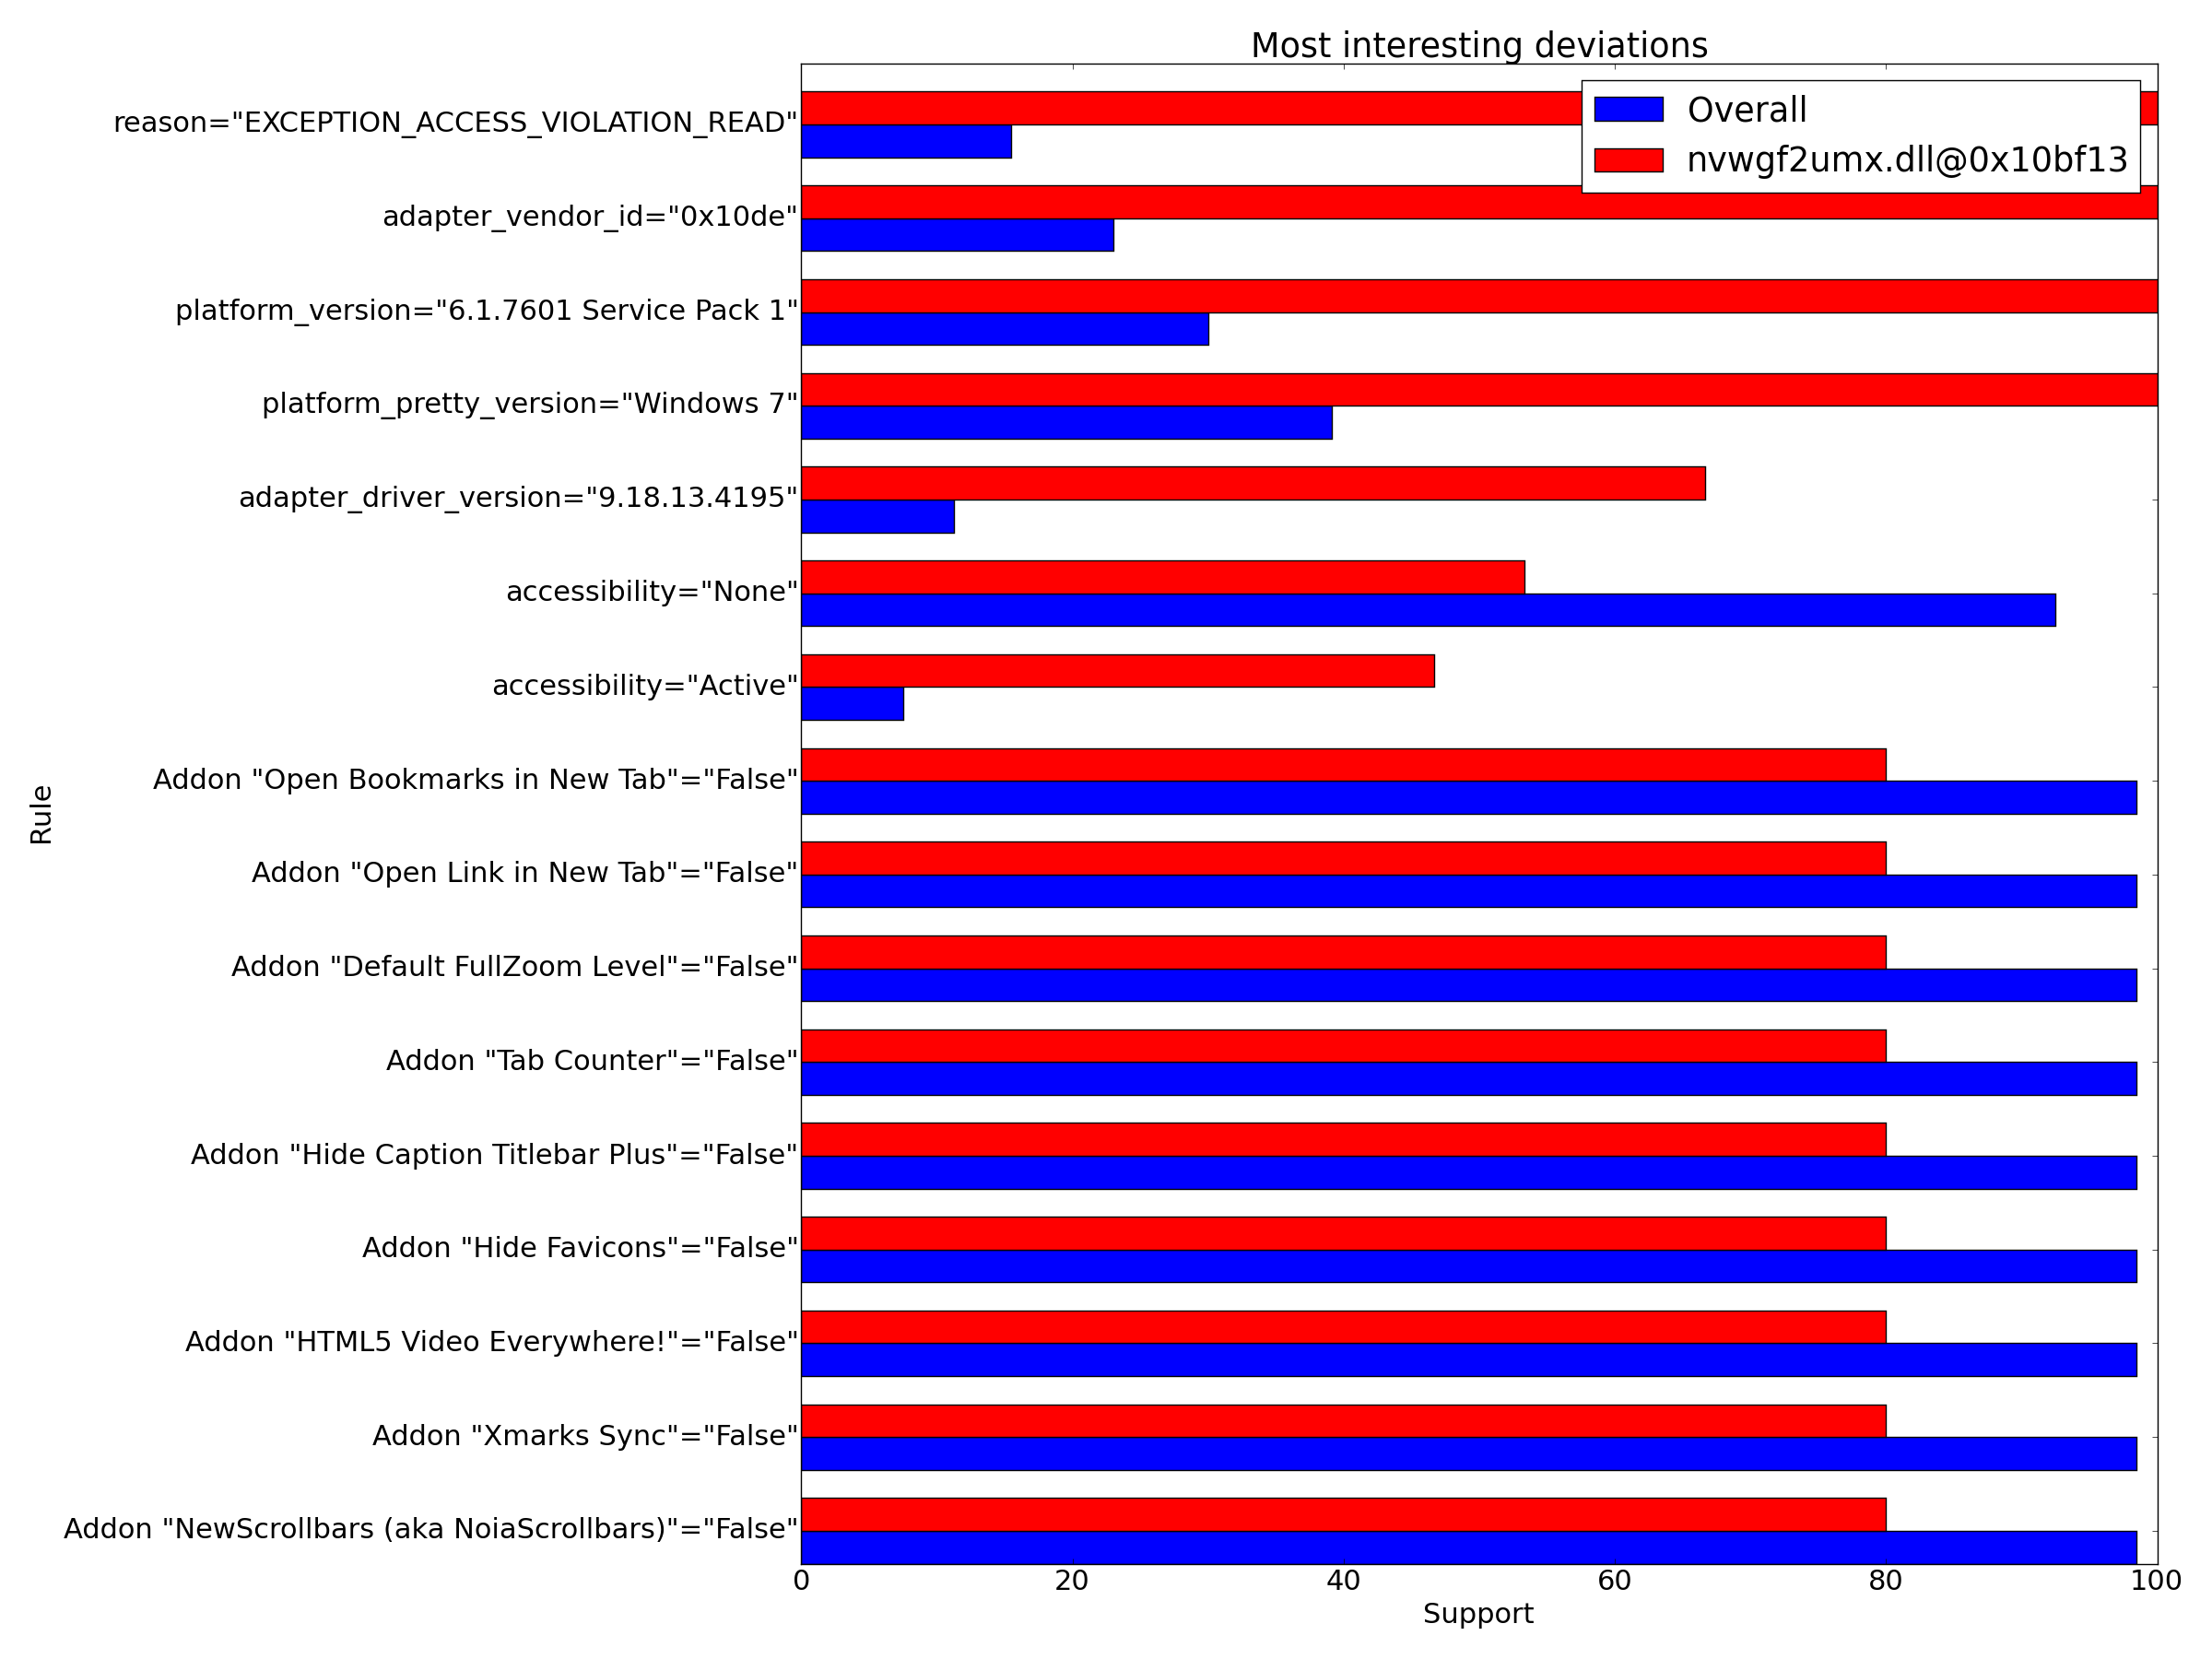 Most interesting deviations
Overall
nvwgf2umx.dll@0x10bf13
reason="EXCEPTION_ACCESS_VIOLATION_READ"
adapter_vendor_id="0x10de"
platform_version="6.1.7601 Service Pack 1"
platform_pretty_version="Windows 7"
adapter_driver_version="9.18.13.4195"
accessibility="None"
accessibility="Active"
Addon "Open Bookmarks in New Tab"="False"
Addon "Open Link in New Tab"="False"
Addon "Default FullZoom Level"="False"
Addon "Tab Counter"="False"
Addon "Hide Caption Titlebar Plus"="False"
Addon "Hide Favicons"="False"
Addon "HTML5 Video Everywhere!"="False"
Addon "Xmarks Sync"="False"
Addon "NewScrollbars (aka NoiaScrollbars)"="False"
Rule
0 20 40 60 80 100
Support